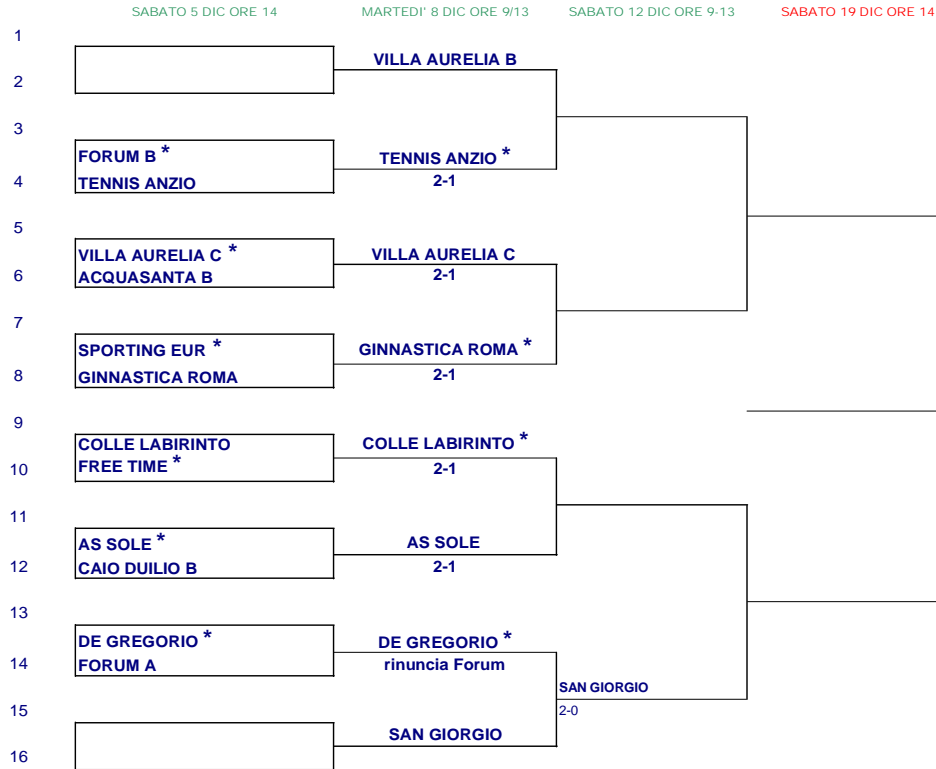 SABATO 5 DIC ORE 14 MARTEDI' 8 DIC ORE 9/13 SABATO 12 DIC ORE 9-13 SABATO 19 DIC ORE 14
1
VILLA AURELIA B
2
3
FORUM B * TENNIS ANZIO *
4 TENNIS ANZIO 2-1
5
VILLA AURELIA C * VILLA AURELIA C
6 ACQUASANTA B 2-1
7
SPORTING EUR * GINNASTICA ROMA *
8 GINNASTICA ROMA 2-1
9
COLLE LABIRINTO COLLE LABIRINTO *
10 FREE TIME * 2-1
11
AS SOLE * AS SOLE
12 CAIO DUILIO B 2-1
13
DE GREGORIO * DE GREGORIO *
14 FORUM A rinuncia Forum
SAN GIORGIO
15 2-0
SAN GIORGIO
16